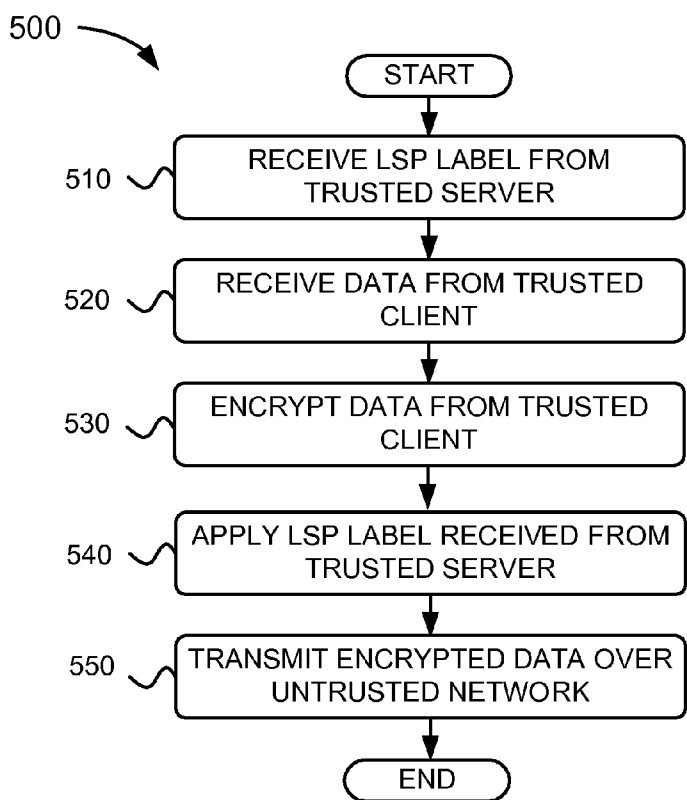 500
START
510
RECEIVE LSP LABEL FROM
TRUSTED SERVER
520
RECEIVE DATA FROM TRUSTED
CLIENT
530
ENCRYPT DATA FROM TRUSTED
CLIENT
540
APPLY LSP LABEL RECEIVED FROM
TRUSTED SERVER
550
TRANSMIT ENCRYPTED DATA OVER
UNTRUSTED NETWORK
END